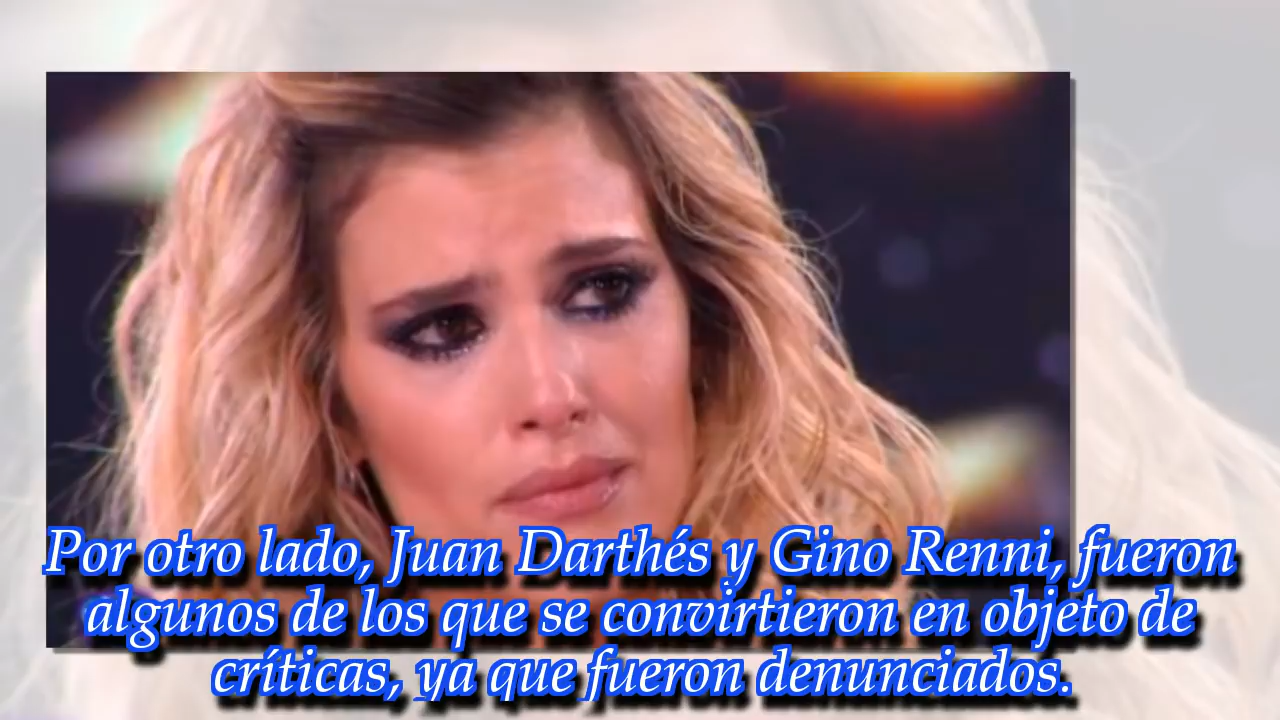 Por otro lado, Juan Darthés y Gino Renni, fueron
algunos de los que se convirtieron en objeto de
críticas, ya que fueron denunciados.